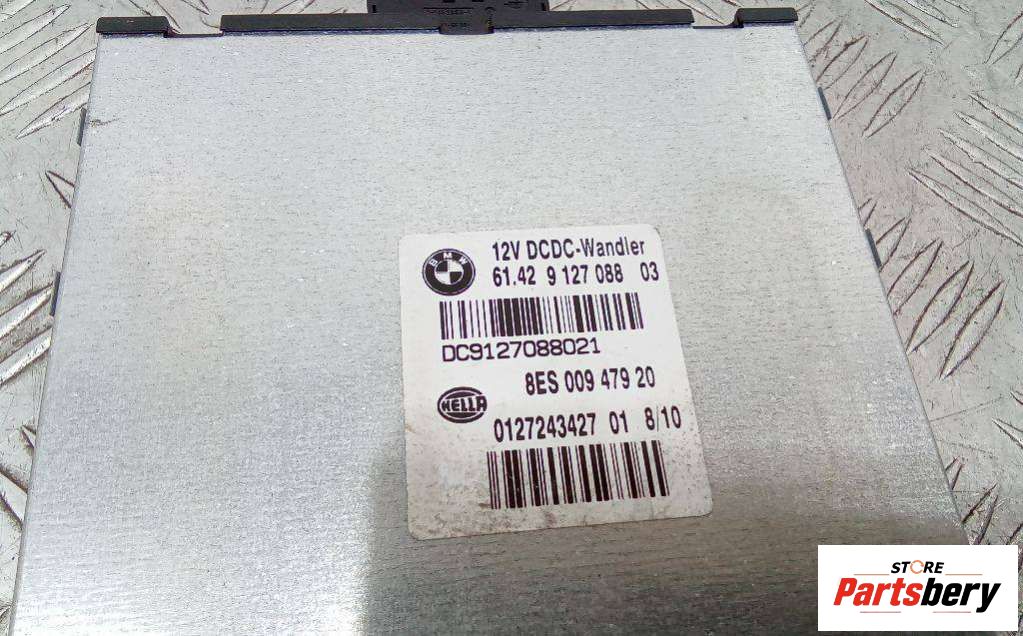 BMW
12V DCDC-Wandler
61.42 9 127 088 03
DC9127088021
8ES 009 479 20
HELLA
0127243427 01 8/10
STORE
Partsbery